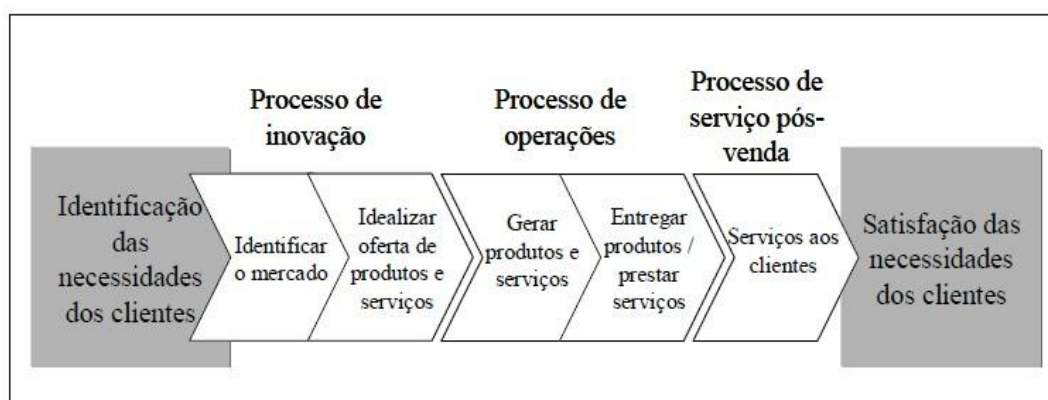 Processo de
inovação
Processo de
operações
Processo de
serviço pós-
venda
Identificação
das
necessidades
dos clientes
Identificar
o mercado
Idealizar
oferta de
produtos e
serviços
Gerar
produtos e
serviços
Entregar
produtos /
prestar
serviços
Serviços aos
clientes
Satisfação das
necessidades
dos clientes